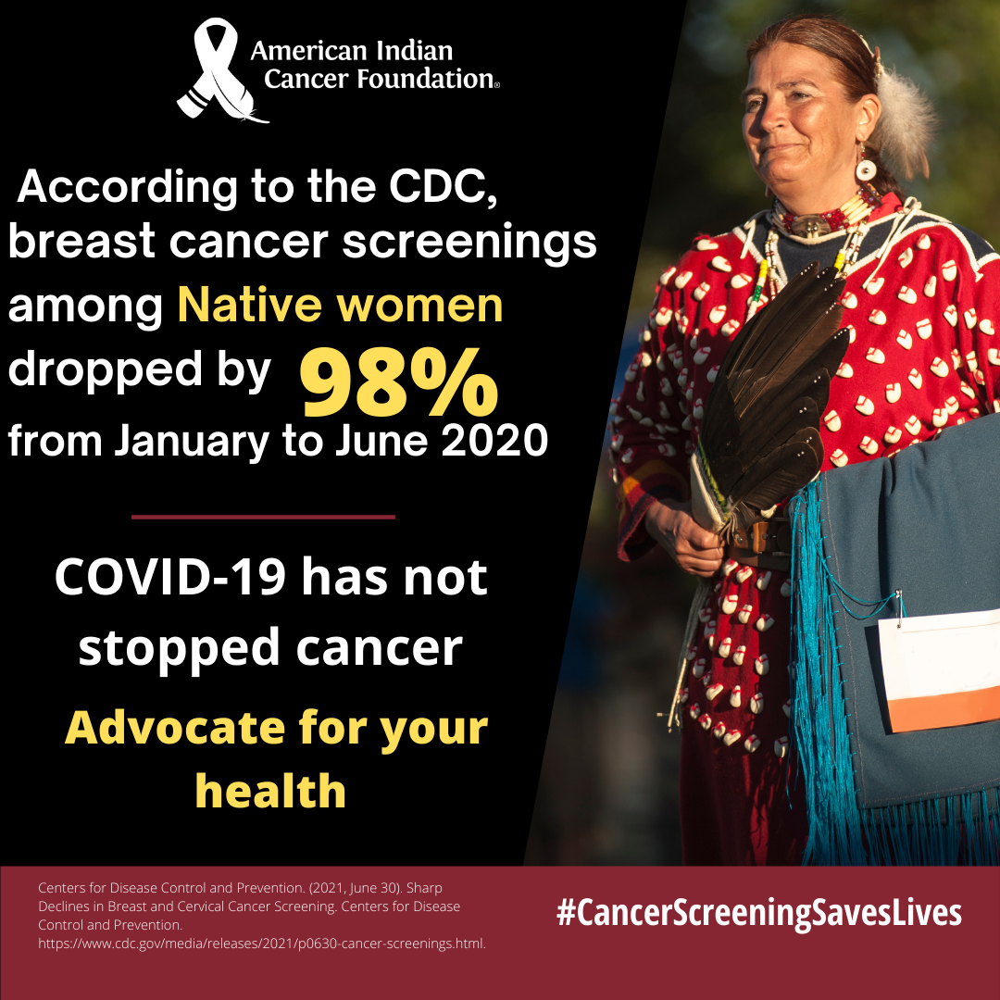 American Indian
Cancer Foundation®
According to the CDC,
breast cancer screenings
among Native women
dropped by 98%
from January to June 2020
COVID-19 has not
stopped cancer
Advocate for your
health
Centers for Disease Control and Prevention. (2021, June 30). Sharp
Declines in Breast and Cervical Cancer Screening. Centers for Disease
Control and Prevention.
https://www.cdc.gov/media/releases/2021/p0630-cancer-screenings.html.
#CancerScreeningSavesLives